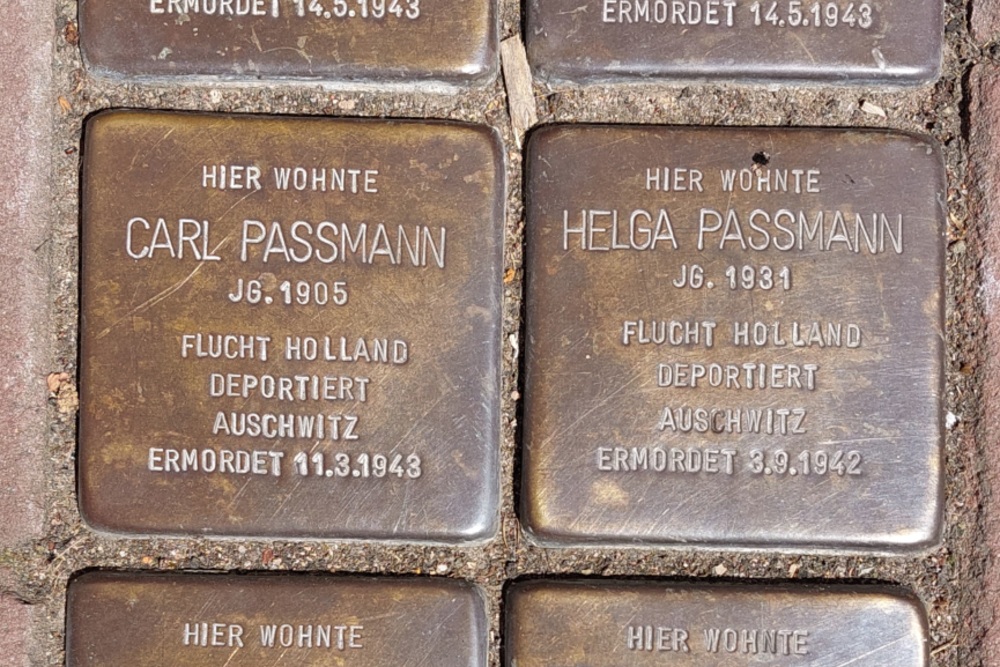 ERMORDET 14.5.1943
ERMORDET 14.5.1943
HIER WOHNTE
CARL PASSMANN
JG. 1905
FLUCHT HOLLAND
DEPORTIERT
AUSCHWITZ
ERMORDET 11.3.1943
HIER WOHNTE
HELGA PASSMANN
JG. 1931
FLUCHT HOLLAND
DEPORTIERT
AUSCHWITZ
ERMORDET 3.9.1942
HIER WOHNTE
HIER WOHNTE